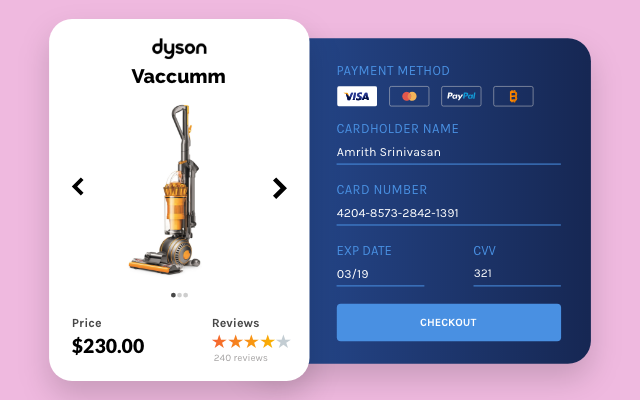 dyson
Vaccumm
Price
$230.00
Reviews
240 reviews
PAYMENT METHOD
VISA
PayPal
CARDHOLDER NAME
Amrith Srinivasan
CARD NUMBER
4204-8573-2842-1391
EXP DATE
CVV
03/19
321
CHECKOUT